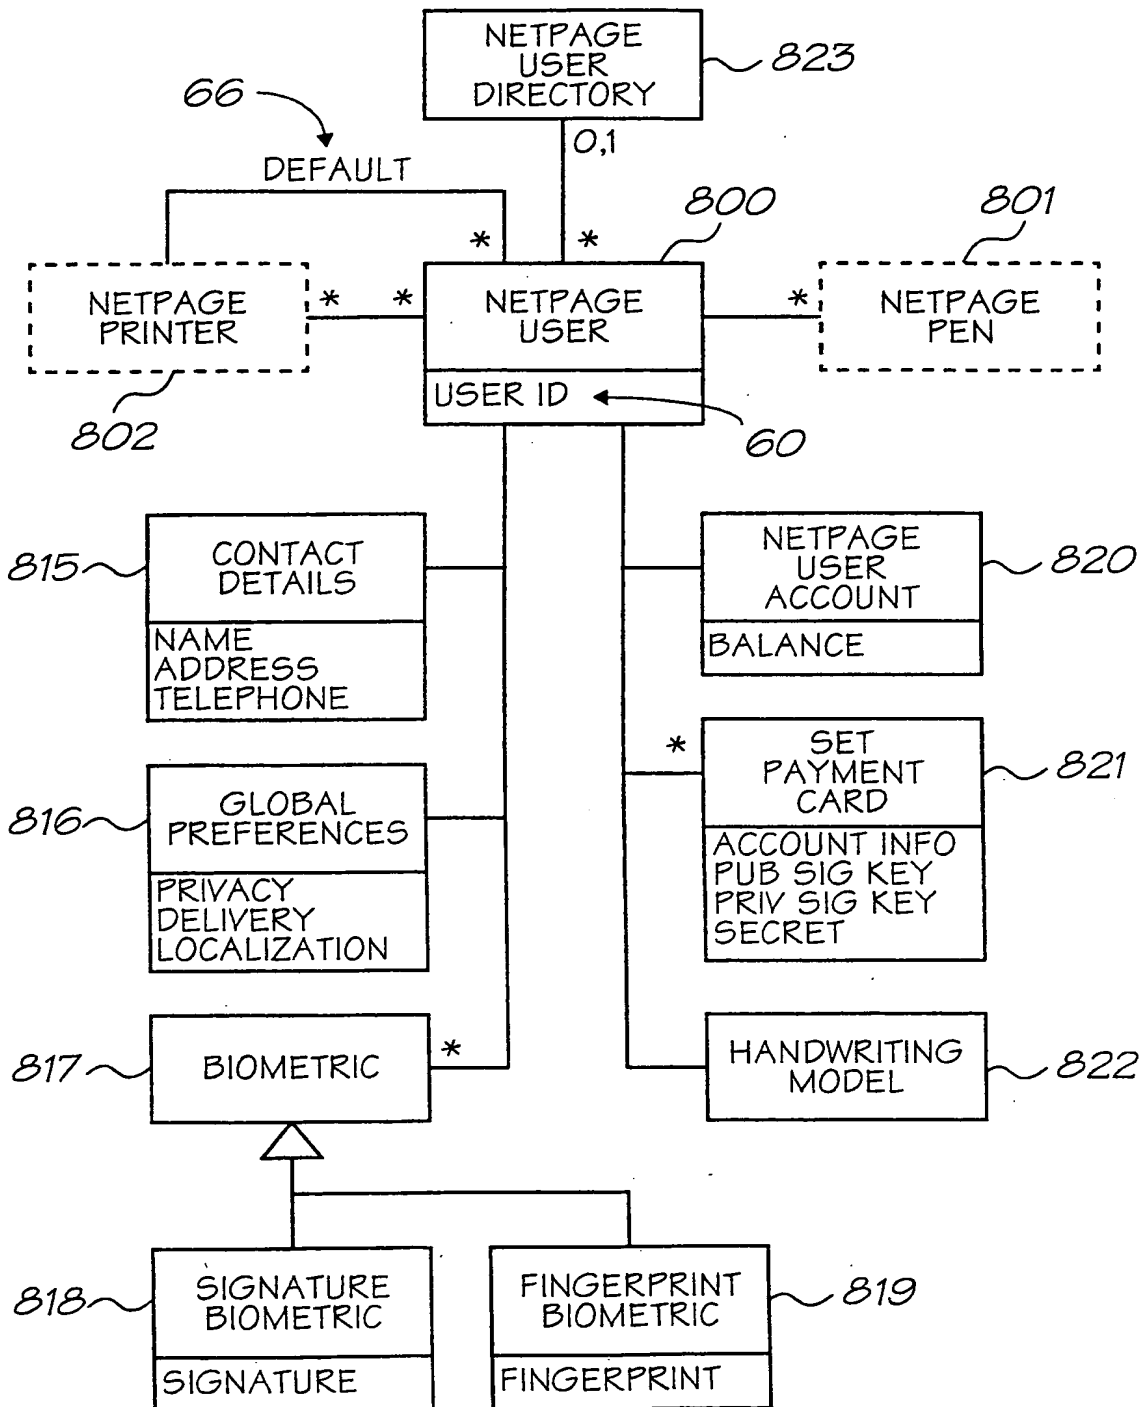 NETPAGE
USER
DIRECTORY
823
66
DEFAULT
0,1
800
801
*
*
NETPAGE
PRINTER
*
*
NETPAGE
USER
*
NETPAGE
PEN
802
USER ID
60
815
CONTACT
DETAILS
NAME
ADDRESS
TELEPHONE
NETPAGE
USER
ACCOUNT
820
BALANCE
816
GLOBAL
PREFERENCES
PRIVACY
DELIVERY
LOCALIZATION
*
SET
PAYMENT
CARD
821
ACCOUNT INFO
PUB SIG KEY
PRIV SIG KEY
SECRET
817
BIOMETRIC
*
HANDWRITING
MODEL
822
818
SIGNATURE
BIOMETRIC
SIGNATURE
FINGERPRINT
BIOMETRIC
819
FINGERPRINT